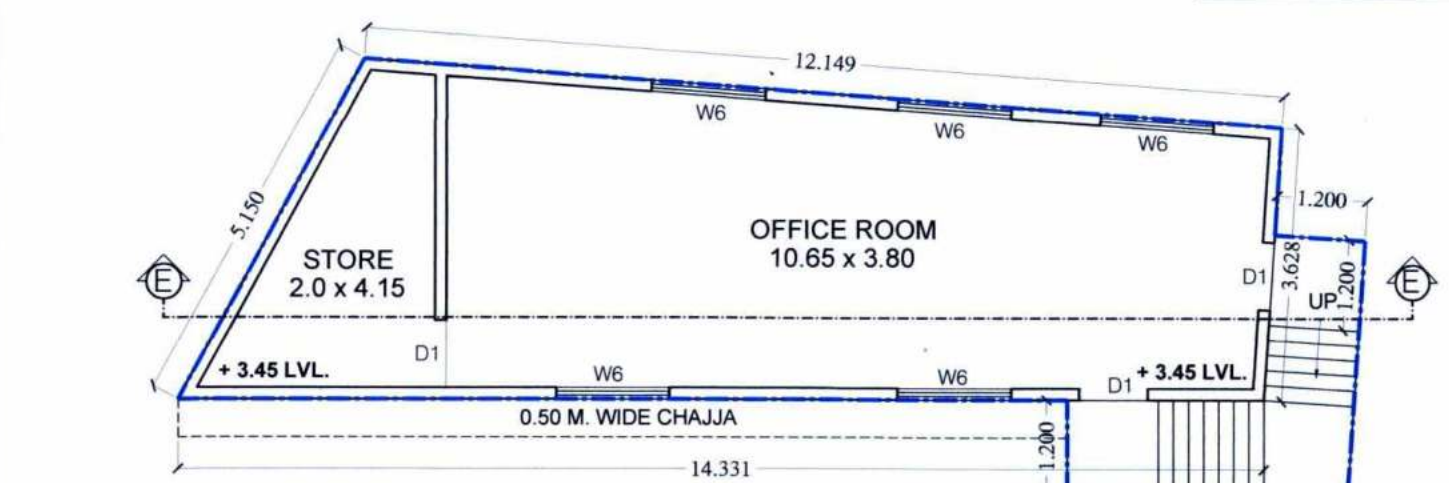 12.149
W6
W6
W6
5.150
1.200
OFFICE ROOM
10.65 x 3.80
STORE
2.0 x 4.15
E
D1
3.628
1.200
E
UP
D1
+ 3.45 LVL.
W6
W6
D1
+ 3.45 LVL.
0.50 M. WIDE CHAJJA
1.200
14.331